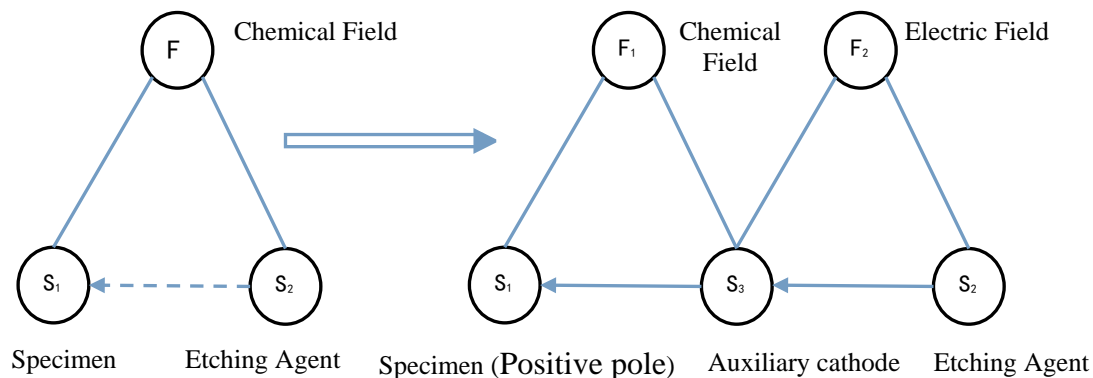 F
Chemical Field
F₁
Chemical
Field
F₂
Electric Field
S₁
S₂
S₁
S₃
S₂
Specimen
Etching Agent
Specimen (Positive pole)
Auxiliary cathode
Etching Agent